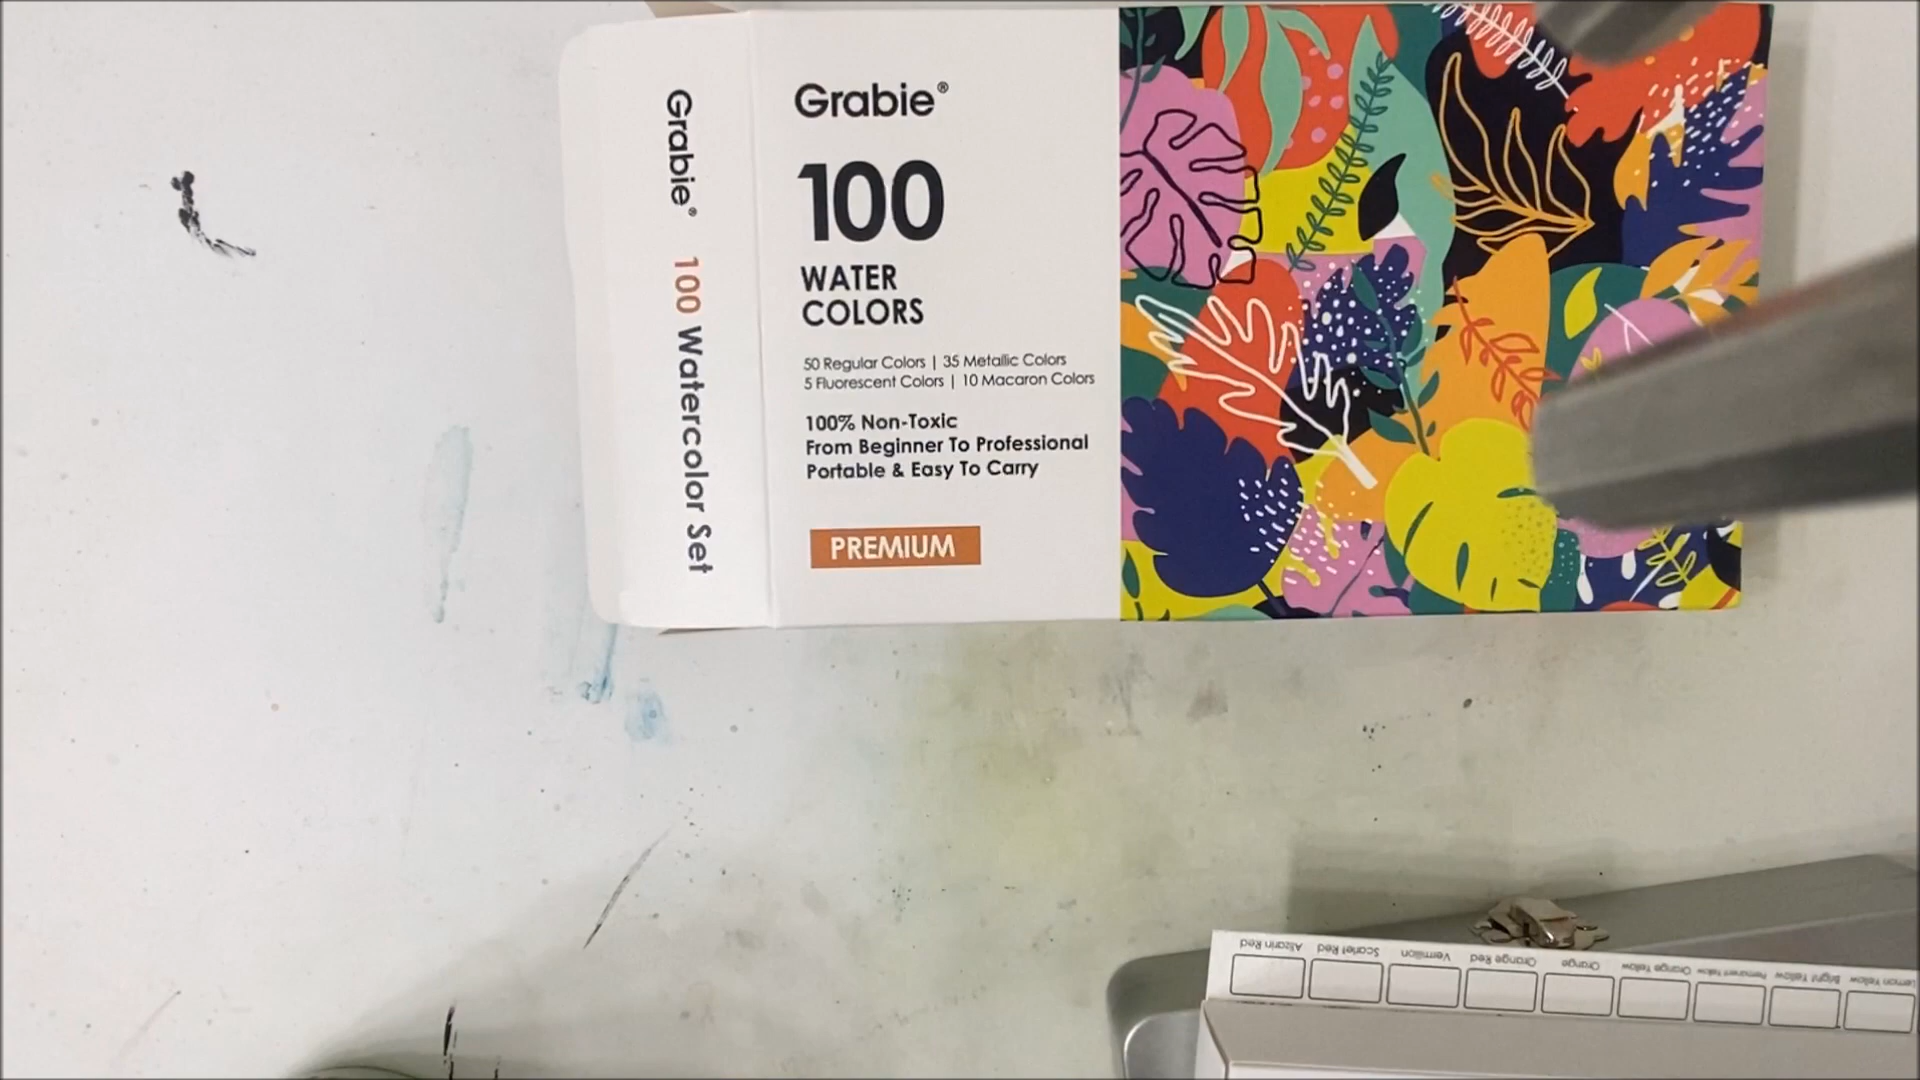 Grabie® 100 Watercolor Set
Grabie®
100
WATER
COLORS
50 Regular Colors | 35 Metallic Colors
5 Fluorescent Colors | 10 Macaron Colors
100% Non-Toxic
From Beginner To Professional
Portable & Easy To Carry
PREMIUM
Alizarin Red Scarlet Red Vermilion Orange Red Orange Orange Yellow Permanent Yellow Bright Yellow Lemon Yellow